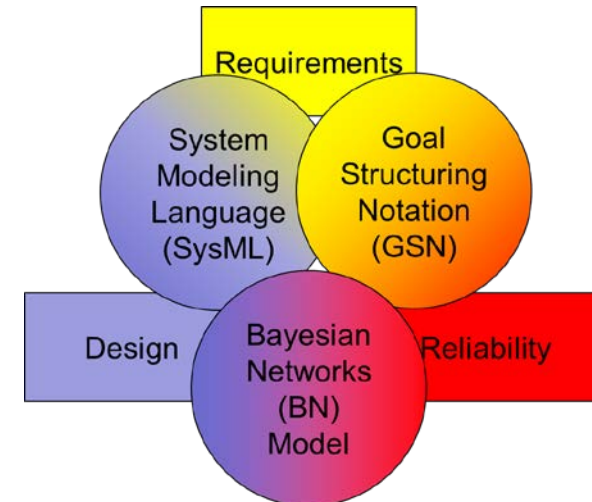 Requirements
System
Modeling
Language
(SysML)
Goal
Structuring
Notation
(GSN)
Design
Bayesian
Networks
(BN)
Model
Reliability